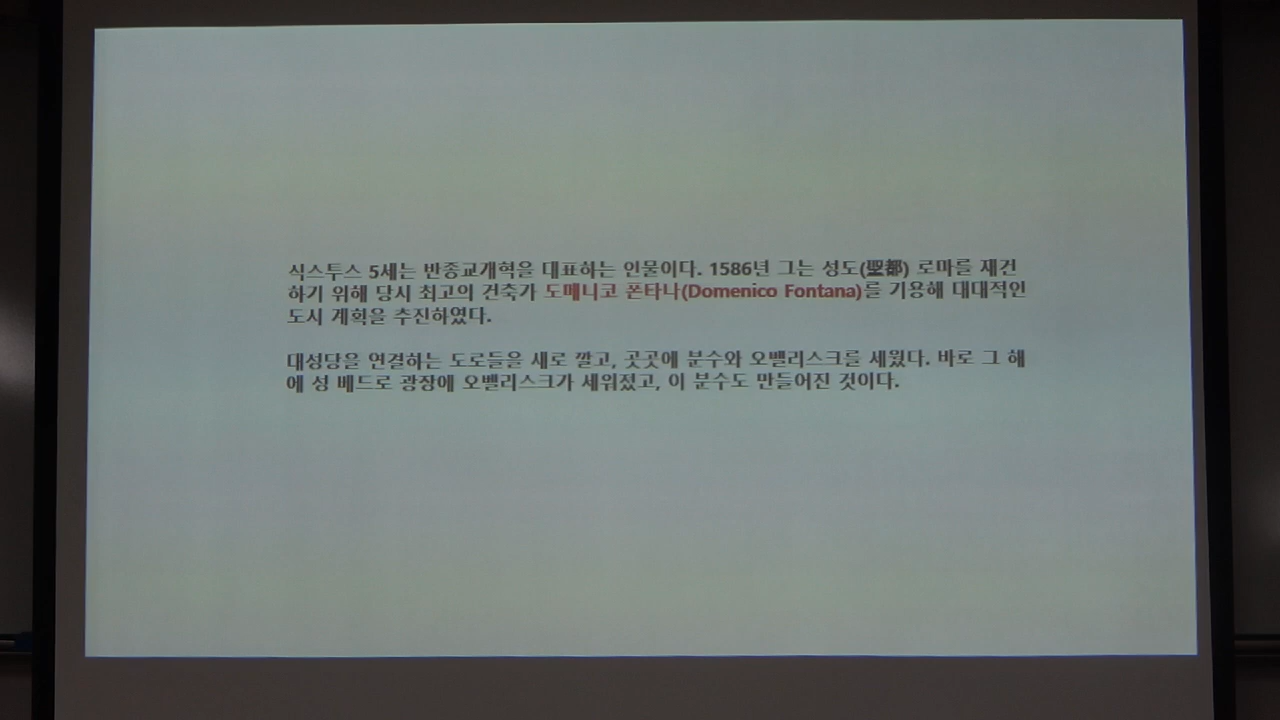 식스투스 5세는 반종교개혁을 대표하는 인물이다. 1586년 그는 성도(聖都) 로마를 재건
하기 위해 당시 최고의 건축가 도메니코 폰타나(Domenico Fontana)를 기용해 대대적인
도시 계획을 추진하였다.
대성당을 연결하는 도로들을 새로 깔고, 곳곳에 분수와 오벨리스크를 세웠다. 바로 그 해
에 성 베드로 광장에 오벨리스크가 세워졌고, 이 분수도 만들어진 것이다.